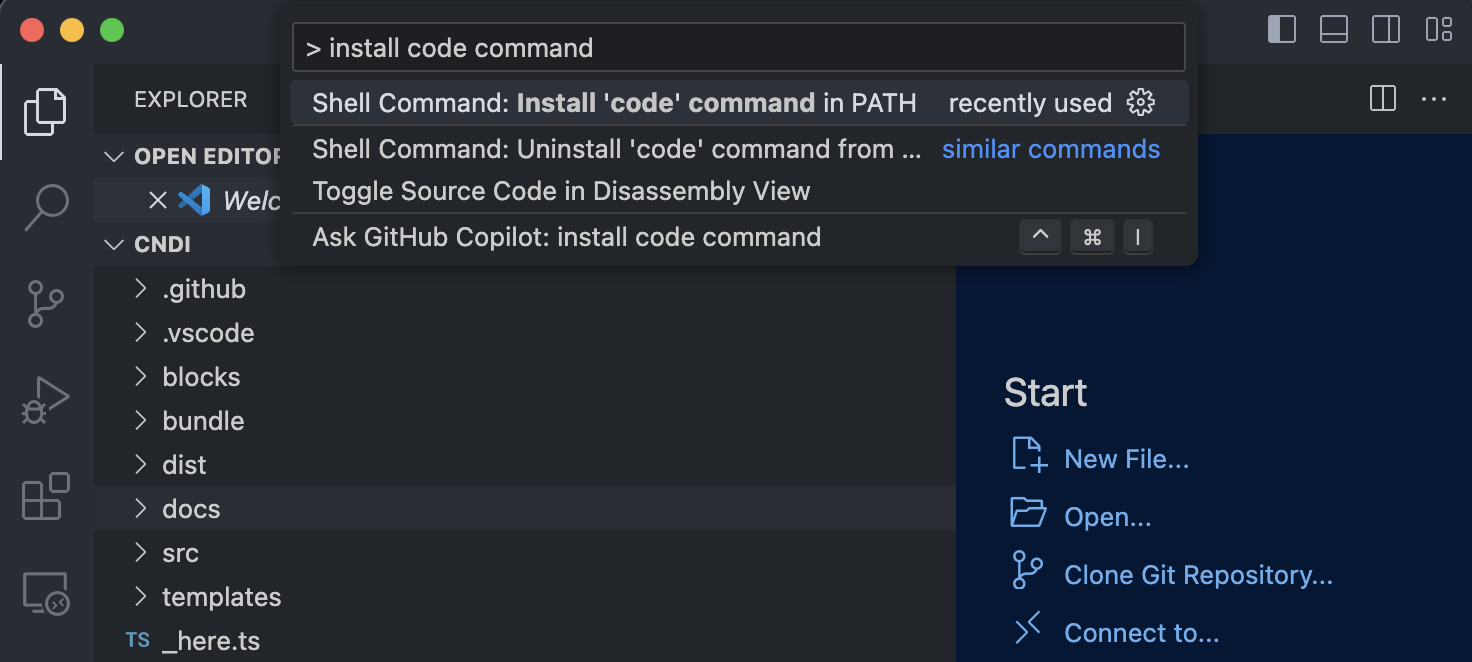 > install code command
Shell Command: Install 'code' command in PATH recently used
Shell Command: Uninstall 'code' command from ... similar commands
Toggle Source Code in Disassembly View
Ask GitHub Copilot: install code command ^ ⌘ I
EXPLORER
OPEN EDITOR
Welc
CNDI
.github
.vscode
blocks
bundle
dist
docs
src
templates
TS _here.ts
Start
New File...
Open...
Clone Git Repository...
Connect to...